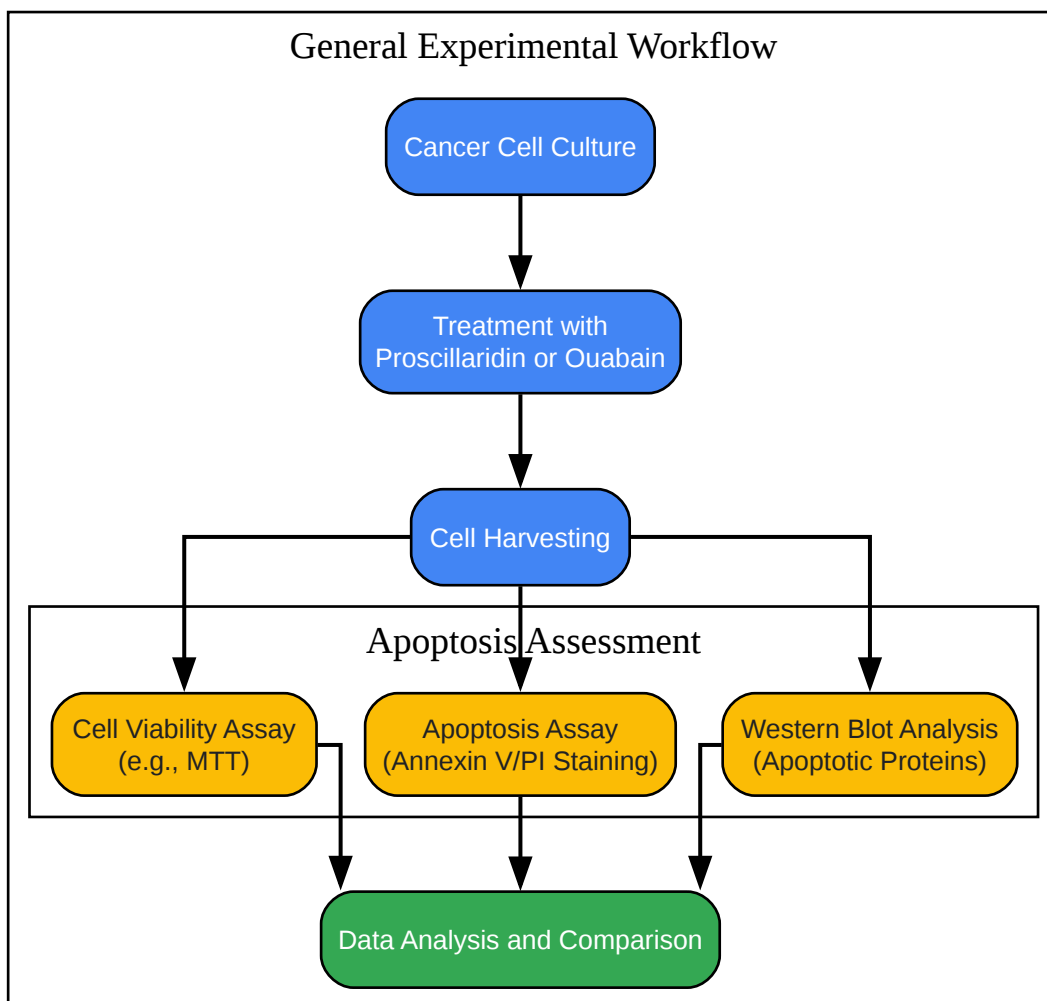 General Experimental Workflow
Cancer Cell Culture
Treatment with
Proscillaridin or Ouabain
Cell Harvesting
Apoptosis Assessment
Cell Viability Assay
(e.g., MTT)
Apoptosis Assay
(Annexin V/PI Staining)
Western Blot Analysis
(Apoptotic Proteins)
Data Analysis and Comparison